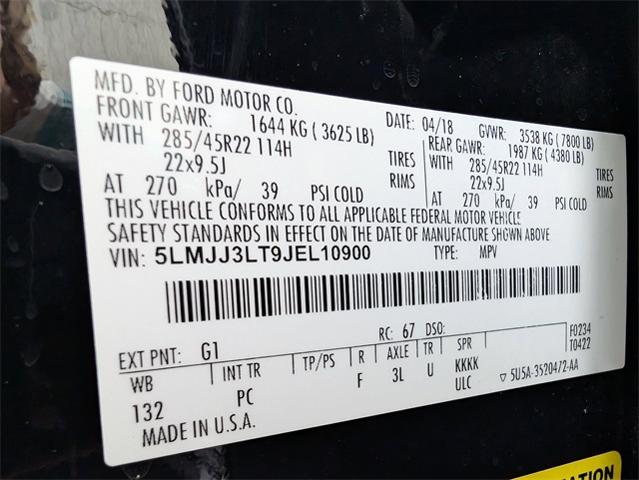 MFD. BY FORD MOTOR CO.
DATE: 04/18 GVWR: 3538 KG (7800 LB)
FRONT GAWR: 1644 KG (3625 LB)
REAR GAWR: 1987 KG (4380 LB)
WITH 285/45R22 114H TIRES
WITH 285/45R22 114H TIRES
22x9.5J RIMS
22x9.5J RIMS
AT 270 kPa/ 39 PSI COLD
AT 270 kPa/ 39 PSI COLD
THIS VEHICLE CONFORMS TO ALL APPLICABLE FEDERAL MOTOR VEHICLE
SAFETY STANDARDS IN EFFECT ON THE DATE OF MANUFACTURE SHOWN ABOVE
VIN: 5LMJJ3LT9JEL10900 TYPE: MPV
F0234
RC: 67 DSO: T0422
EXT PNT: G1
WB INT TR TP/PS R AXLE TR SPR
132 PC F 3L U KKKK
ULC ▽ 5U5A-3520472-AA
MADE IN U.S.A.